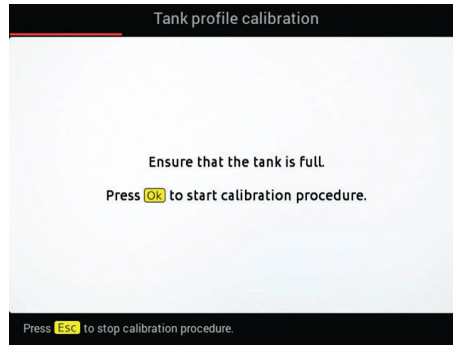 Tank profile calibration
Ensure that the tank is full.
Press Ok to start calibration procedure.
Press Esc to stop calibration procedure.